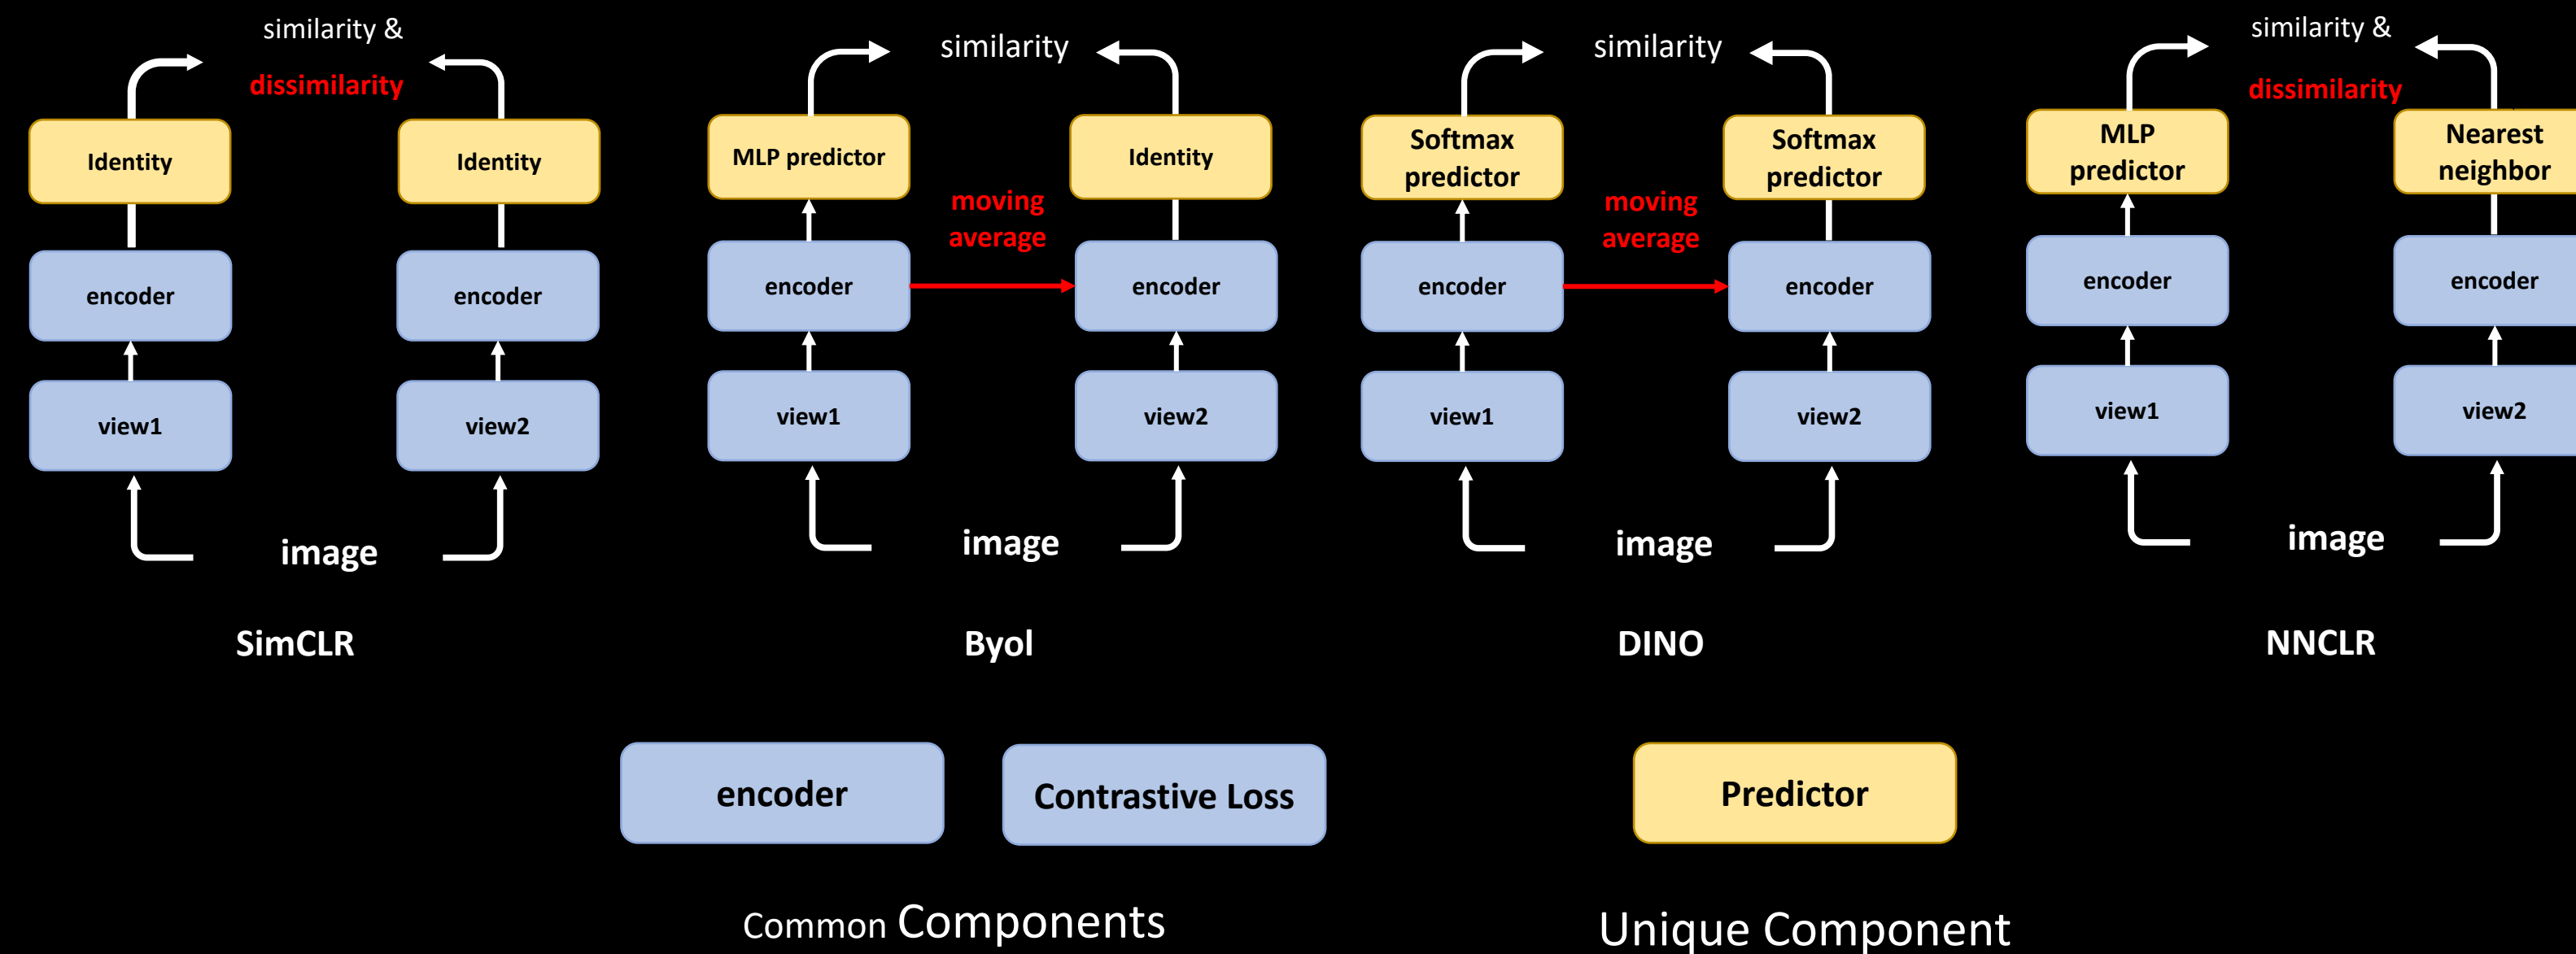 similarity &
dissimilarity
Identity
Identity
encoder
encoder
view1
view2
image
SimCLR
similarity
MLP predictor
Identity
moving
average
encoder
encoder
view1
view2
image
Byol
similarity
Softmax
predictor
Softmax
predictor
moving
average
encoder
encoder
view1
view2
image
DINO
similarity &
dissimilarity
MLP
predictor
Nearest
neighbor
encoder
encoder
view1
view2
image
NNCLR
encoder
Contrastive Loss
Predictor
Common Components
Unique Component